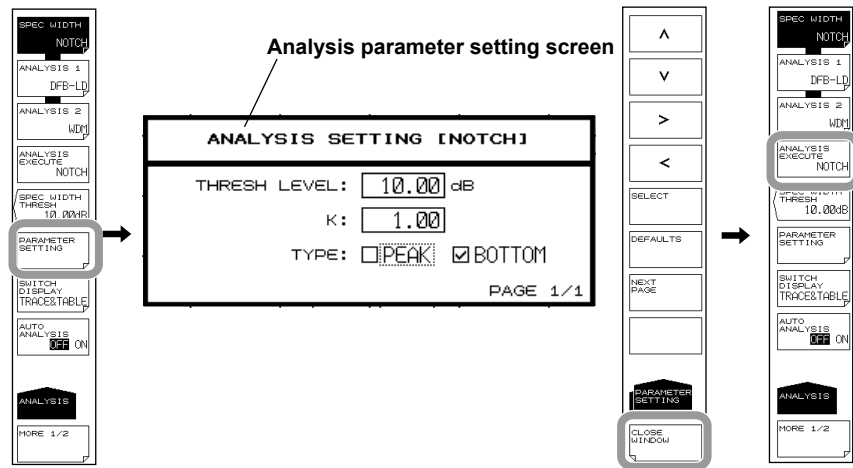 SPEC WIDTH
NOTCH
ANALYSIS 1
DFB-LD
ANALYSIS 2
WDM
ANALYSIS
EXECUTE
NOTCH
SPEC WIDTH
THRESH
10.00dB
PARAMETER
SETTING
SWITCH
DISPLAY
TRACE&TABLE
AUTO
ANALYSIS
OFF ON
ANALYSIS
MORE 1/2
Analysis parameter setting screen
ANALYSIS SETTING [NOTCH]
THRESH LEVEL: 10.00 dB
K: 1.00
TYPE: PEAK BOTTOM
PAGE 1/1
∧
∨
>
<
SELECT
DEFAULTS
NEXT
PAGE
PARAMETER
SETTING
CLOSE
WINDOW
SPEC WIDTH
NOTCH
ANALYSIS 1
DFB-LD
ANALYSIS 2
WDM
ANALYSIS
EXECUTE
NOTCH
SPEC WIDTH
THRESH
10.00dB
PARAMETER
SETTING
SWITCH
DISPLAY
TRACE&TABLE
AUTO
ANALYSIS
OFF ON
ANALYSIS
MORE 1/2